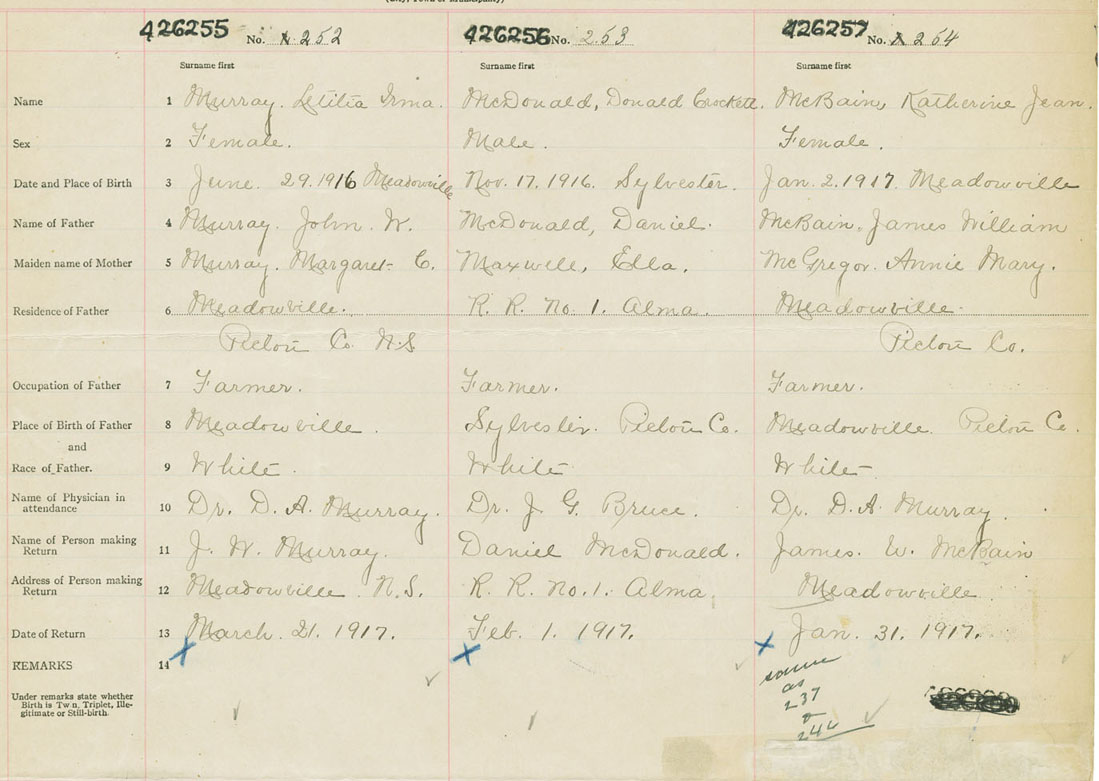 (City, Town or Municipality)
426255 No. 252 426256 No. 253 426257 No. 254
Surname first Surname first Surname first
Name 1 Murray. Letitia Irma. McDonald, Donald Crockett. McBain, Katherine Jean.
Sex 2 Female. Male. Female.
Date and Place of Birth 3 June. 29. 1916 Meadowville Nov. 17. 1916. Sylvester. Jan. 2. 1917. Meadowville
Name of Father 4 Murray. John. W. McDonald, Daniel. McBain, James William
Maiden name of Mother 5 Murray. Margaret C. Maxwell, Ella. McGregor. Annie Mary.
Residence of Father 6 Meadowville. R. R. No. 1. Alma. Meadowville.
Pictou Co. N.S Pictou Co.
Occupation of Father 7 Farmer. Farmer. Farmer.
Place of Birth of Father 8 Meadowville. Sylvester. Pictou Co. Meadowville. Pictou Co.
and
Race of Father. 9 White. White White
Name of Physician in
attendance 10 Dr. D. A. Murray. Dr. J. G. Bruce. Dr. D. A. Murray.
Name of Person making
Return 11 J. W. Murray. Daniel McDonald. James. W. McBain
Address of Person making
Return 12 Meadowville. N.S. R. R. No. 1. Alma. Meadowville.
Date of Return 13 March. 21. 1917. Feb. 1. 1917. Jan. 31. 1917.
REMARKS 14
Under remarks state whether
Birth is Twin, Triplet, Ille-
gitimate or Still-birth.
same
as
237